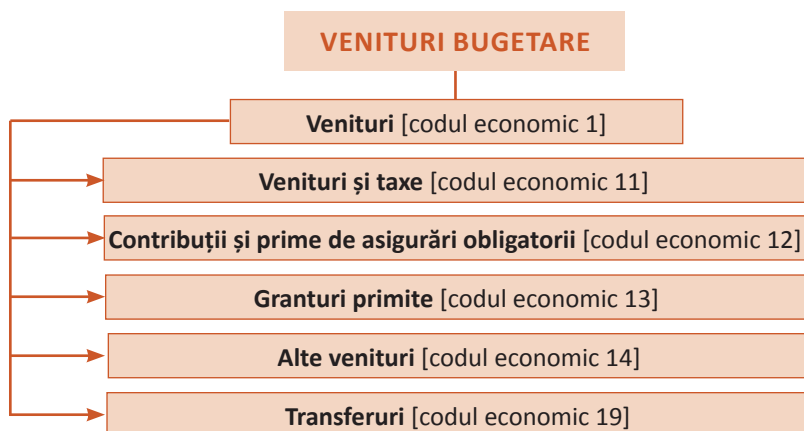 VENITURI BUGETARE
Venituri [codul economic 1]
Venituri și taxe [codul economic 11]
Contribuții și prime de asigurări obligatorii [codul economic 12]
Granturi primite [codul economic 13]
Alte venituri [codul economic 14]
Transferuri [codul economic 19]